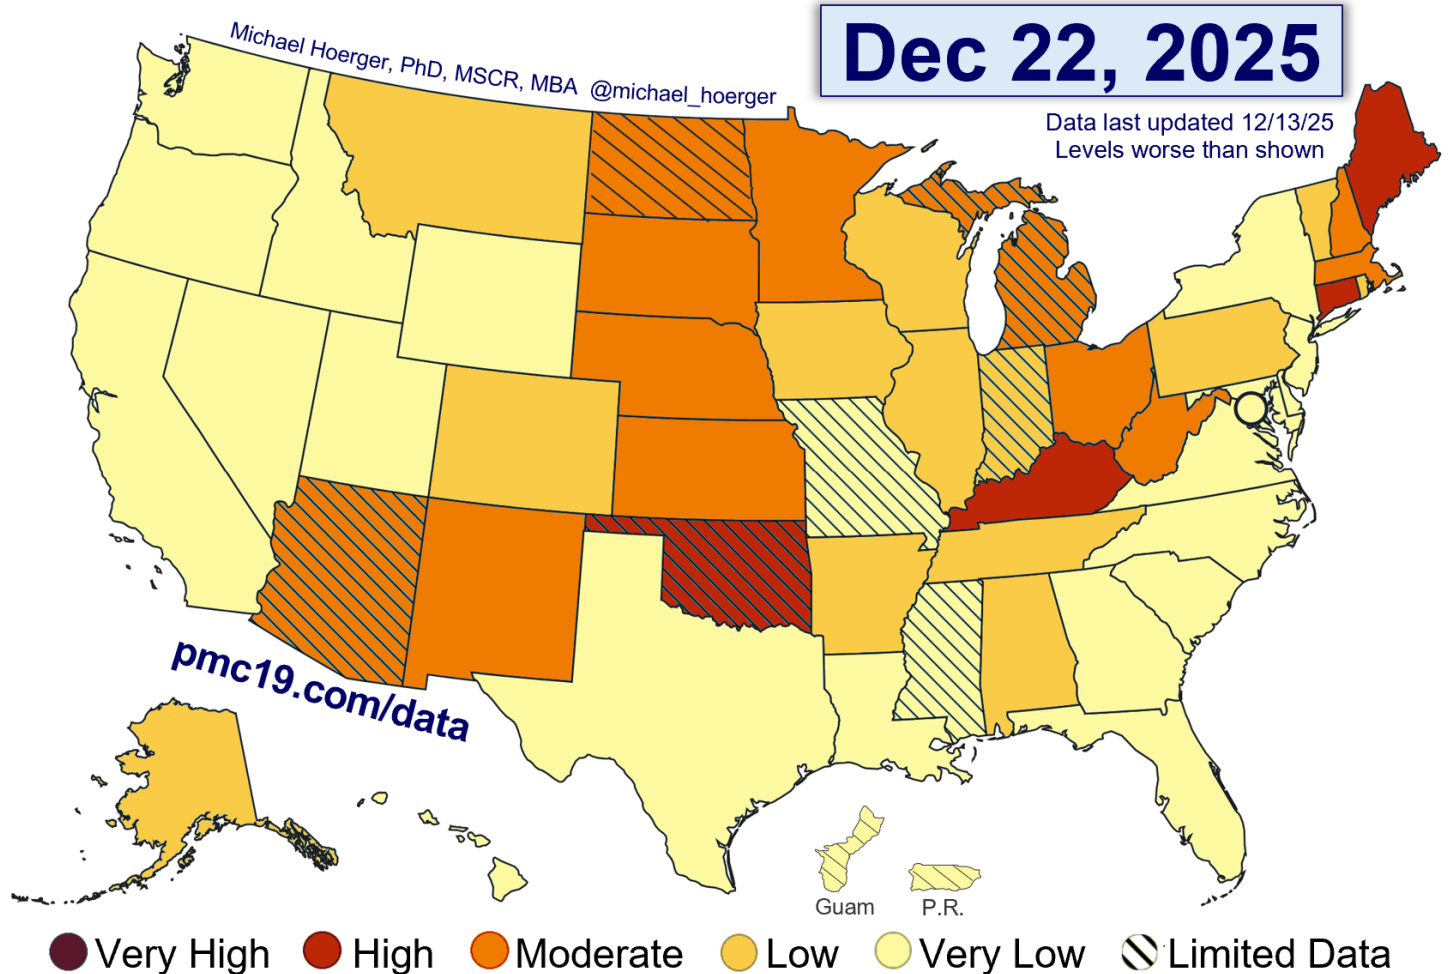 Michael Hoerger, PhD, MSCR, MBA @michael_hoerger
Dec 22, 2025
Data last updated 12/13/25
Levels worse than shown
pmc19.com/data
Guam
P.R.
Very High
High
Moderate
Low
Very Low
Limited Data